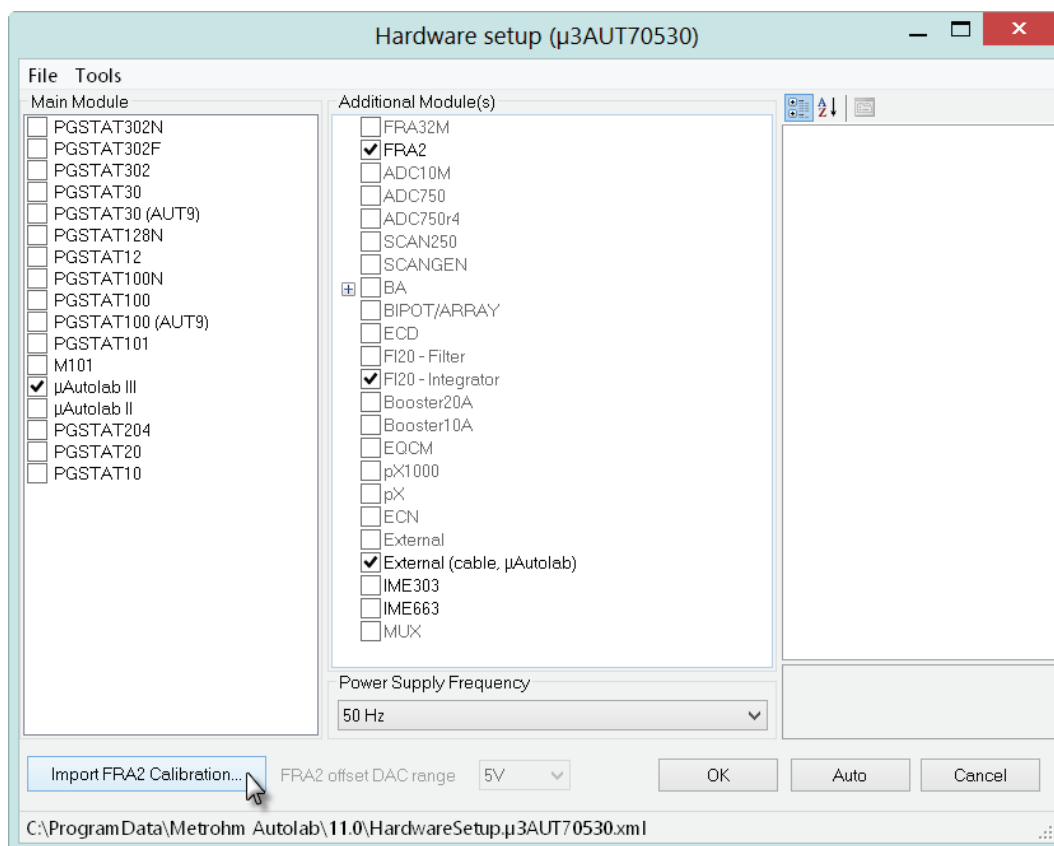 Hardware setup (µ3AUT70530)
File Tools
Main Module
PGSTAT302N
PGSTAT302F
PGSTAT302
PGSTAT30
PGSTAT30 (AUT9)
PGSTAT128N
PGSTAT12
PGSTAT100N
PGSTAT100
PGSTAT100 (AUT9)
PGSTAT101
M101
µAutolab III
µAutolab II
PGSTAT204
PGSTAT20
PGSTAT10
Additional Module(s)
FRA32M
FRA2
ADC10M
ADC750
ADC750r4
SCAN250
SCANGEN
BA
BIPOT/ARRAY
ECD
FI20 - Filter
FI20 - Integrator
Booster20A
Booster10A
EQCM
pX1000
pX
ECN
External
External (cable, µAutolab)
IME303
IME663
MUX
Power Supply Frequency
50 Hz
Import FRA2 Calibration... FRA2 offset DAC range 5V OK Auto Cancel
C:\ProgramData\Metrohm Autolab\11.0\HardwareSetup.µ3AUT70530.xml